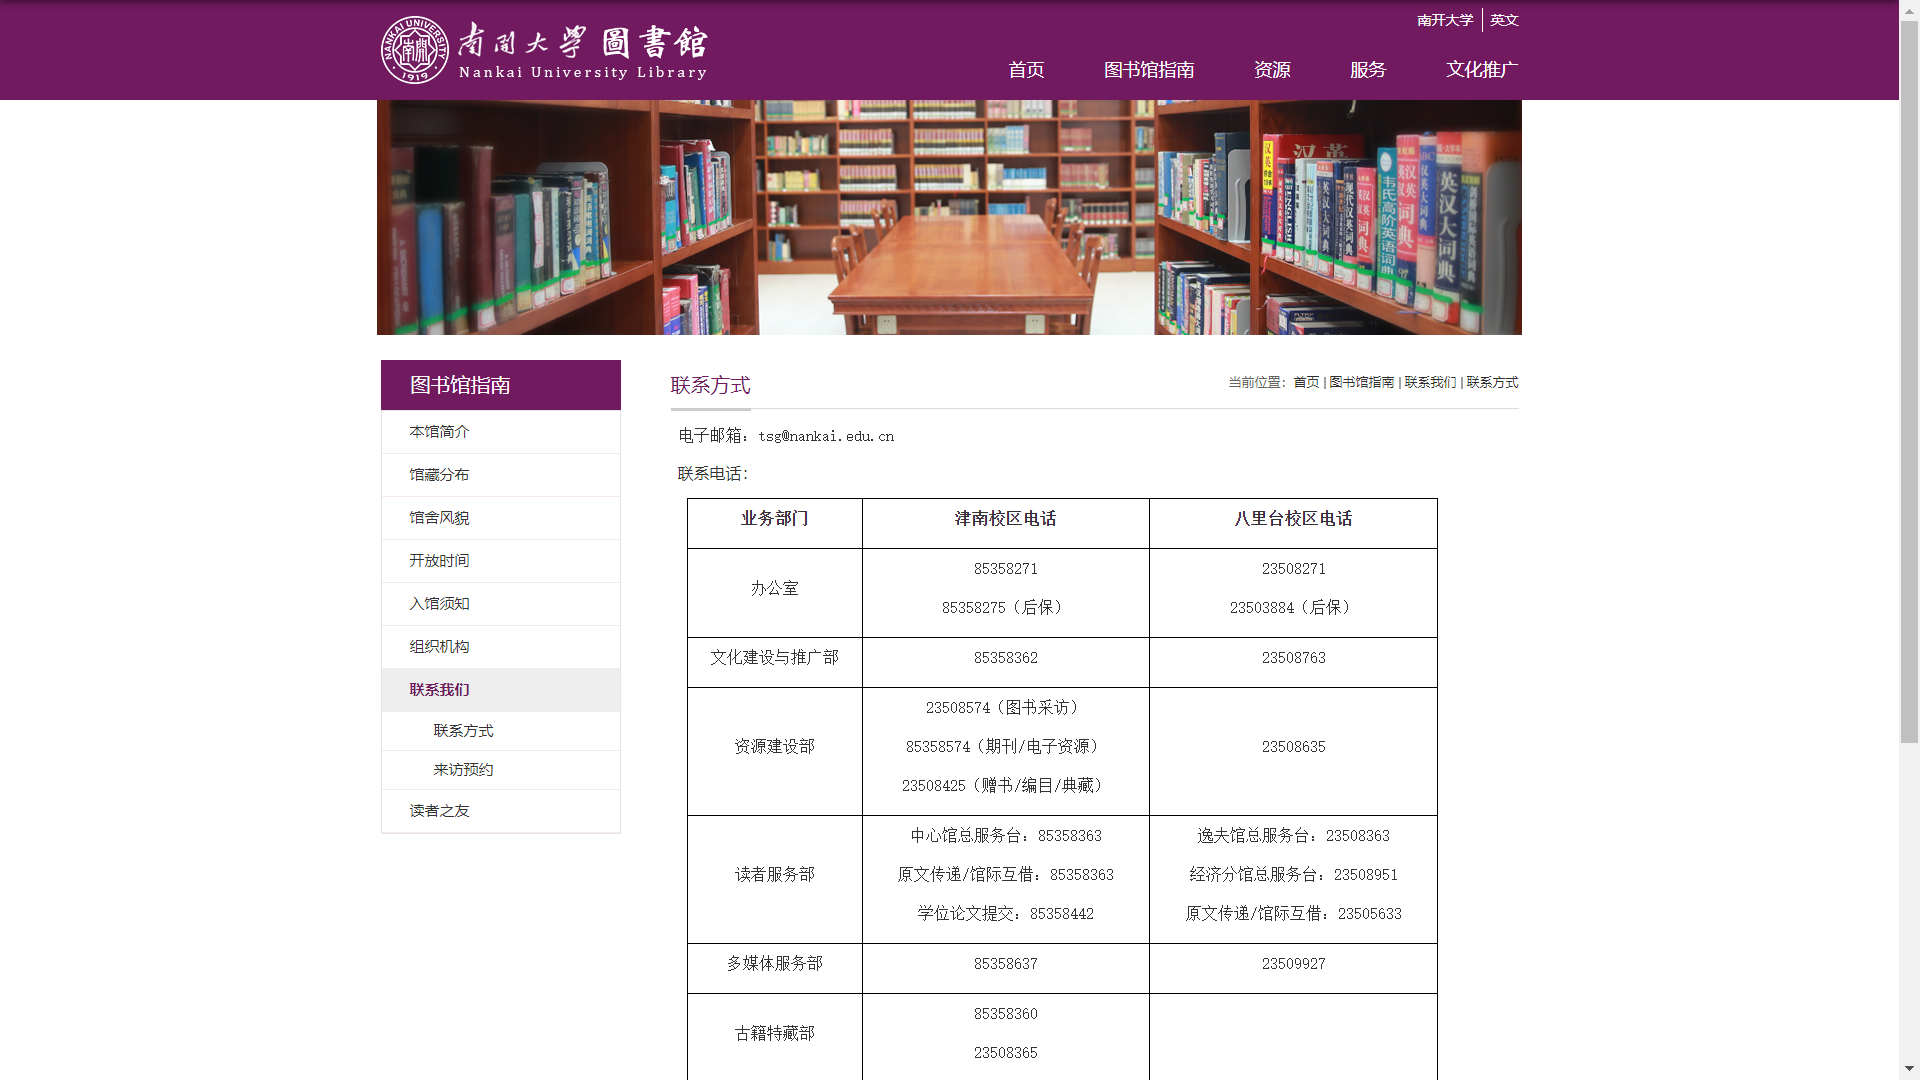 南开大学 英文
NANKAI UNIVERSITY 1919
南開大學 圖書館
Nankai University Library
首页 图书馆指南 资源 服务 文化推广
图书馆指南
本馆简介
馆藏分布
馆舍风貌
开放时间
入馆须知
组织机构
联系我们
联系方式
来访预约
读者之友
联系方式
当前位置： 首页 | 图书馆指南 | 联系我们 | 联系方式
电子邮箱：tsg@nankai.edu.cn
联系电话：
业务部门 津南校区电话 八里台校区电话
办公室
85358271
85358275（后保）
23508271
23503884（后保）
文化建设与推广部 85358362 23508763
资源建设部
23508574（图书采访）
85358574（期刊/电子资源）
23508425（赠书/编目/典藏）
23508635
读者服务部
中心馆总服务台：85358363
原文传递/馆际互借：85358363
学位论文提交：85358442
逸夫馆总服务台：23508363
经济分馆总服务台：23508951
原文传递/馆际互借：23505633
多媒体服务部 85358637 23509927
古籍特藏部
85358360
23508365
英汉大词典
韦氏高阶英语词典